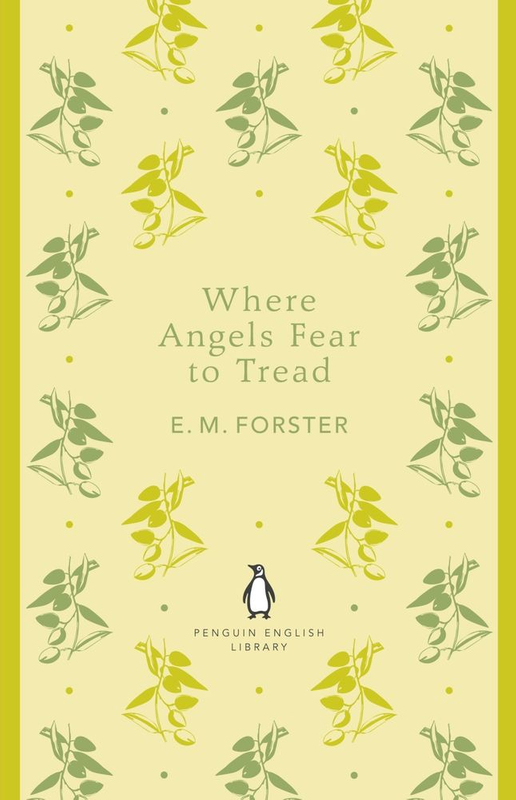 Where
Angels Fear
to Tread
E. M. FORSTER
PENGUIN ENGLISH
LIBRARY